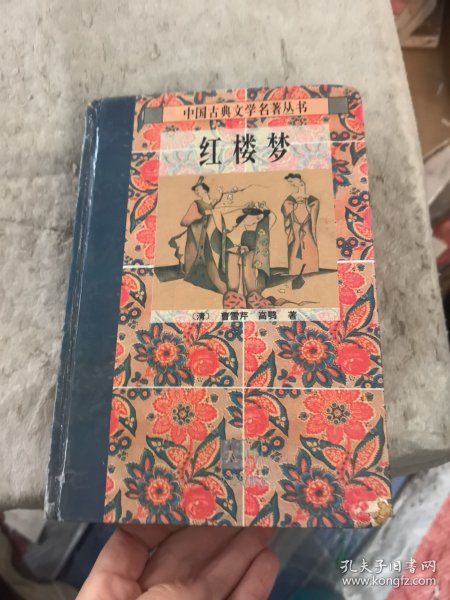 中国古典文学名著丛书
红楼梦
（清） 曹雪芹 高鹗 著
孔夫子旧书网
www.kongfz.com